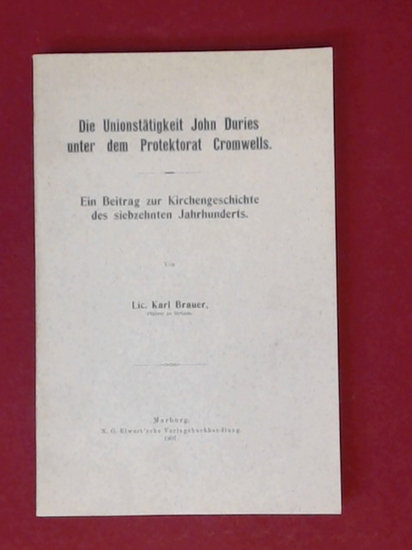 Die Unionstätigkeit John Duries
unter dem Protektorat Cromwells.
Ein Beitrag zur Kirchengeschichte
des siebzehnten Jahrhunderts.
Von
Lic. Karl Brauer,
Marburg.
N. G. Elwert'sche Verlagsbuchhandlung.
1907.